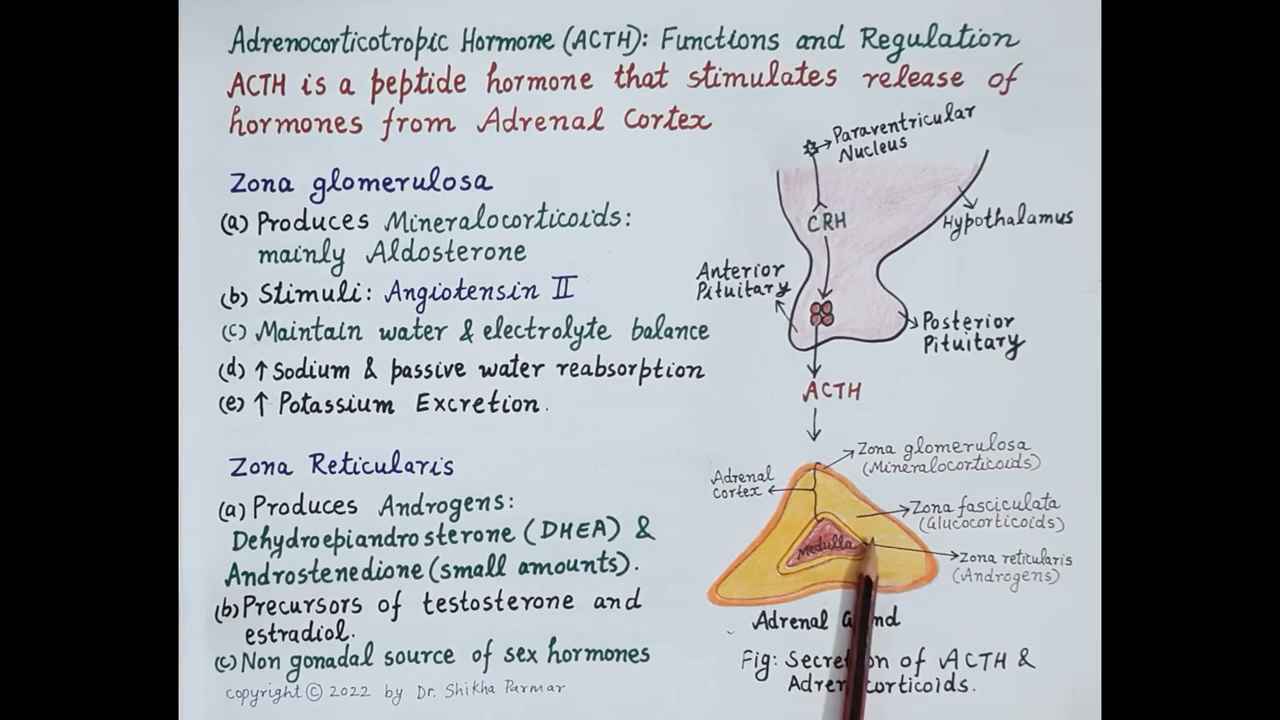 Adrenocorticotropic Hormone (ACTH): Functions and Regulation
ACTH is a peptide hormone that stimulates release of
hormones from Adrenal Cortex
Zona glomerulosa
(a) Produces Mineralocorticoids:
mainly Aldosterone
(b) Stimuli: Angiotensin II
(c) Maintain water & electrolyte balance
(d) ↑ Sodium & passive water reabsorption
(e) ↑ Potassium Excretion.
Zona Reticularis
(a) Produces Androgens:
Dehydroepiandrosterone (DHEA) &
Androstenedione (small amounts).
(b) Precursors of testosterone and
estradiol.
(c) Non gonadal source of sex hormones
copyright © 2022 by Dr. Shikha Parmar
Paraventricular
Nucleus
CRH
Hypothalamus
Anterior
Pituitary
Posterior
Pituitary
ACTH
Zona glomerulosa
(Mineralocorticoids)
Adrenal
cortex
Zona fasciculata
(Glucocorticoids)
Medulla
Zona reticularis
(Androgens)
Adrenal
Fig: of ACTH &